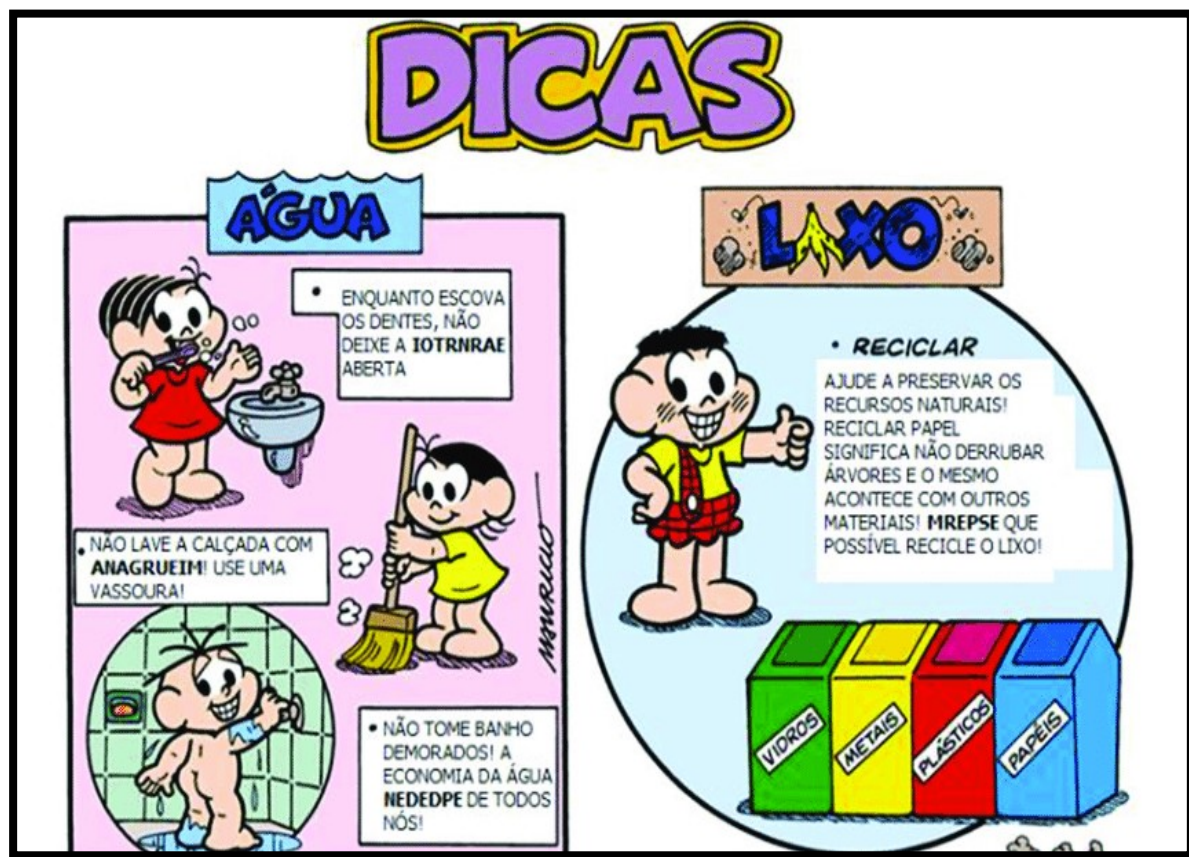 DICAS
ÁGUA
• ENQUANTO ESCOVA
OS DENTES, NÃO
DEIXE A IOTRNRAE
ABERTA
• NÃO LAVE A CALÇADA COM
ANAGRUEIM! USE UMA
VASSOURA!
MAURICIO
• NÃO TOME BANHO
DEMORADOS! A
ECONOMIA DA ÁGUA
NEDEDPE DE TODOS
NÓS!
LIXO
• RECICLAR
AJUDE A PRESERVAR OS
RECURSOS NATURAIS!
RECICLAR PAPEL
SIGNIFICA NÃO DERRUBAR
ÁRVORES E O MESMO
ACONTECE COM OUTROS
MATERIAIS! MREPSE QUE
POSSÍVEL RECICLE O LIXO!
VIDROS
METAIS
PLÁSTICOS
PAPÉIS